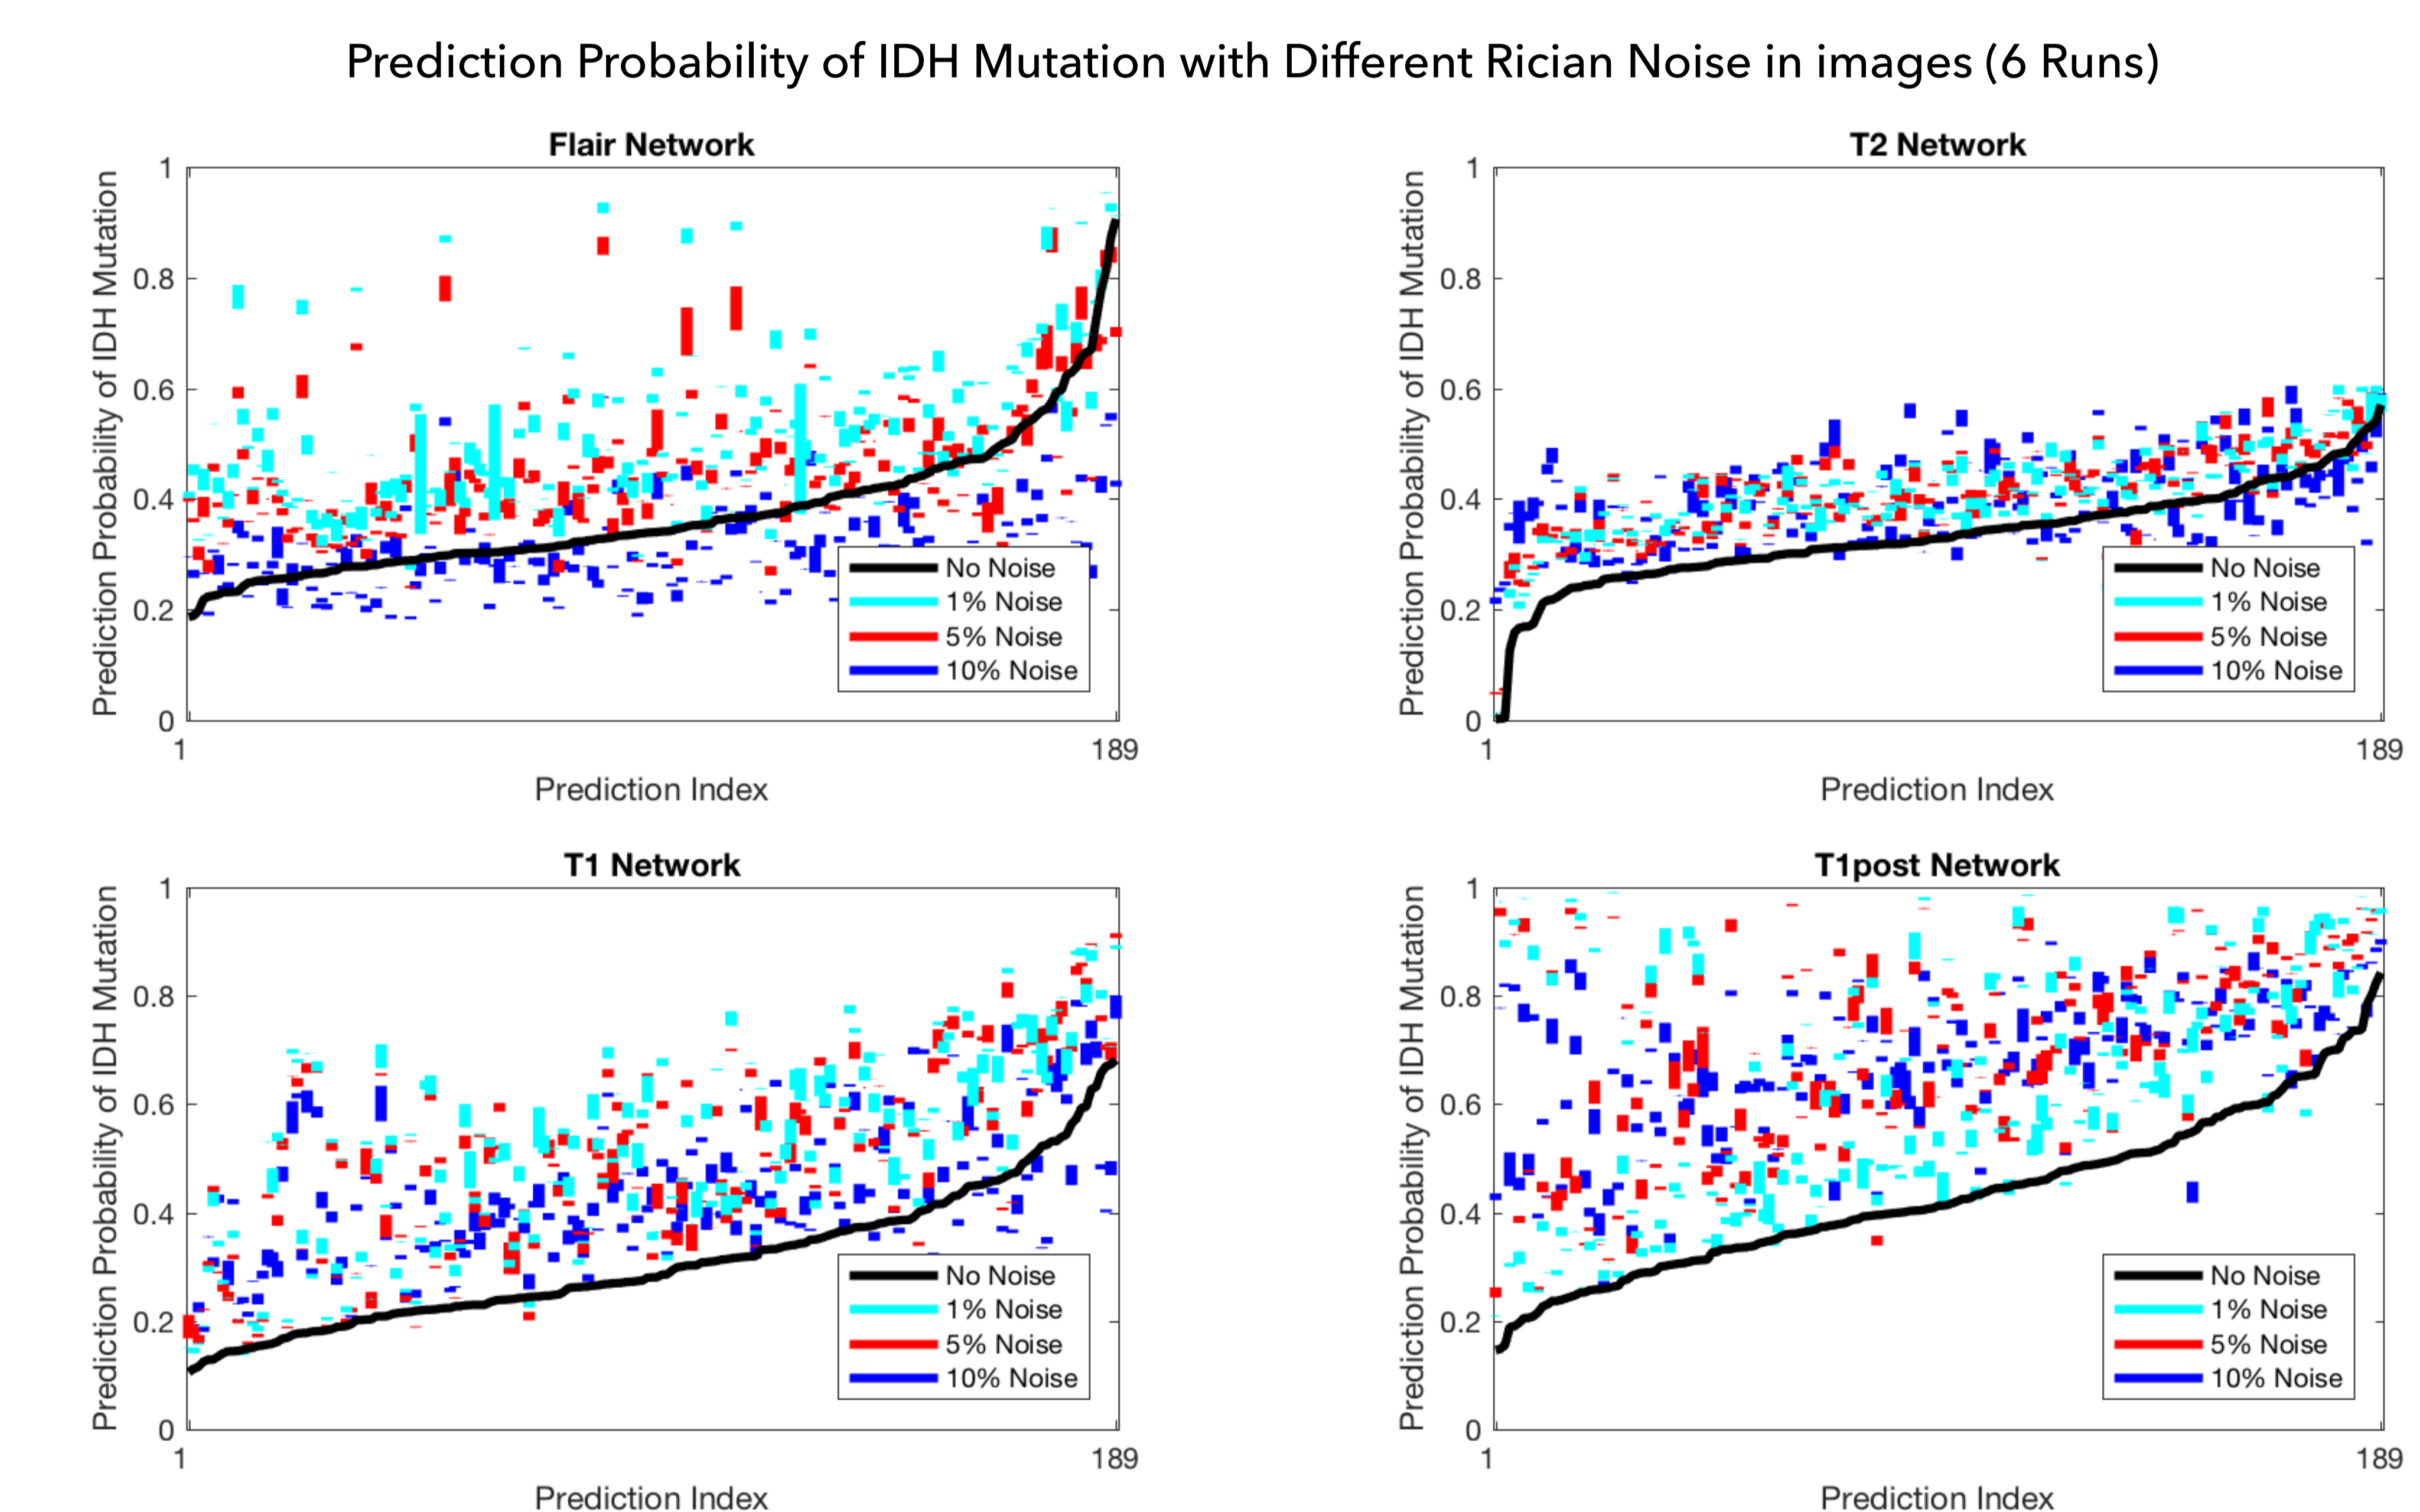 Prediction Probability of IDH Mutation with Different Rician Noise in images (6 Runs)
Flair Network
Prediction Probability of IDH Mutation
1
0.8
0.6
0.4
0.2
0
No Noise
1% Noise
5% Noise
10% Noise
1
189
Prediction Index
T2 Network
Prediction Probability of IDH Mutation
1
0.8
0.6
0.4
0.2
0
No Noise
1% Noise
5% Noise
10% Noise
1
189
Prediction Index
T1 Network
Prediction Probability of IDH Mutation
1
0.8
0.6
0.4
0.2
0
No Noise
1% Noise
5% Noise
10% Noise
1
189
Prediction Index
T1post Network
Prediction Probability of IDH Mutation
1
0.8
0.6
0.4
0.2
0
No Noise
1% Noise
5% Noise
10% Noise
1
189
Prediction Index